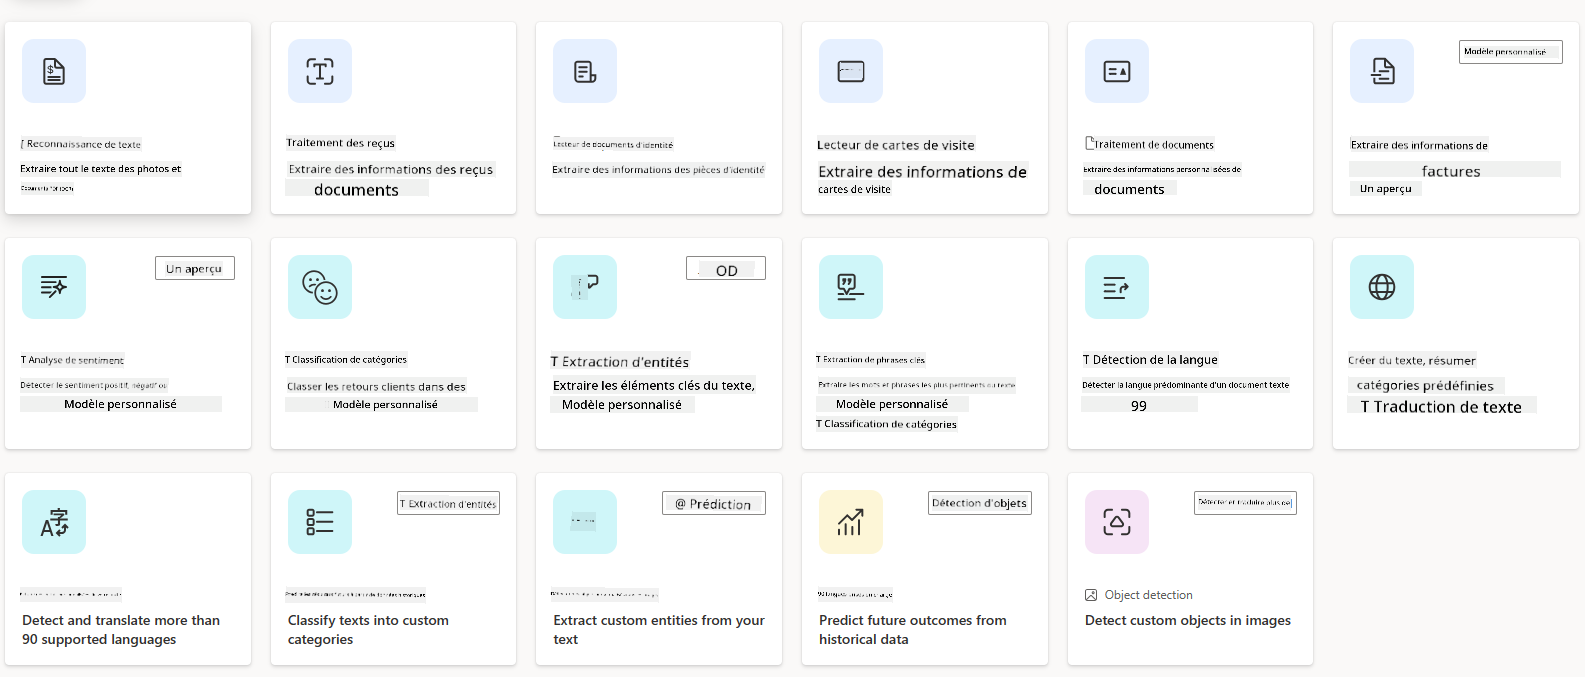 Reconnaissance de texte
Extraire tout le texte des photos et
Traitement des reçus
Extraire des informations des reçus
documents
Lecteur de documents d'identité
Extraire des informations des pièces d'identité
Lecteur de cartes de visite
Extraire des informations de
cartes de visite
Traitement de documents
Extraire des informations personnalisées de
documents
Modèle personnalisé
Extraire des informations de
factures
Un aperçu
Un aperçu
T Analyse de sentiment
Détecter le sentiment positif, négatif ou
Modèle personnalisé
T Classification de catégories
Classer les retours clients dans des
Modèle personnalisé
OD
T Extraction d'entités
Extraire les éléments clés du texte,
Modèle personnalisé
T Extraction de phrases clés
Extraire les mots et phrases les plus pertinents du texte
Modèle personnalisé
T Classification de catégories
T Détection de la langue
Détecter la langue prédominante d'un document texte
99
Créer du texte, résumer
catégories prédéfinies
T Traduction de texte
Detect and translate more than
90 supported languages
T Extraction d'entités
Classify texts into custom
categories
@ Prédiction
Extract custom entities from your
text
Détection d'objets
Predict future outcomes from
historical data
Détecter et traduire plus de
Object detection
Detect custom objects in images